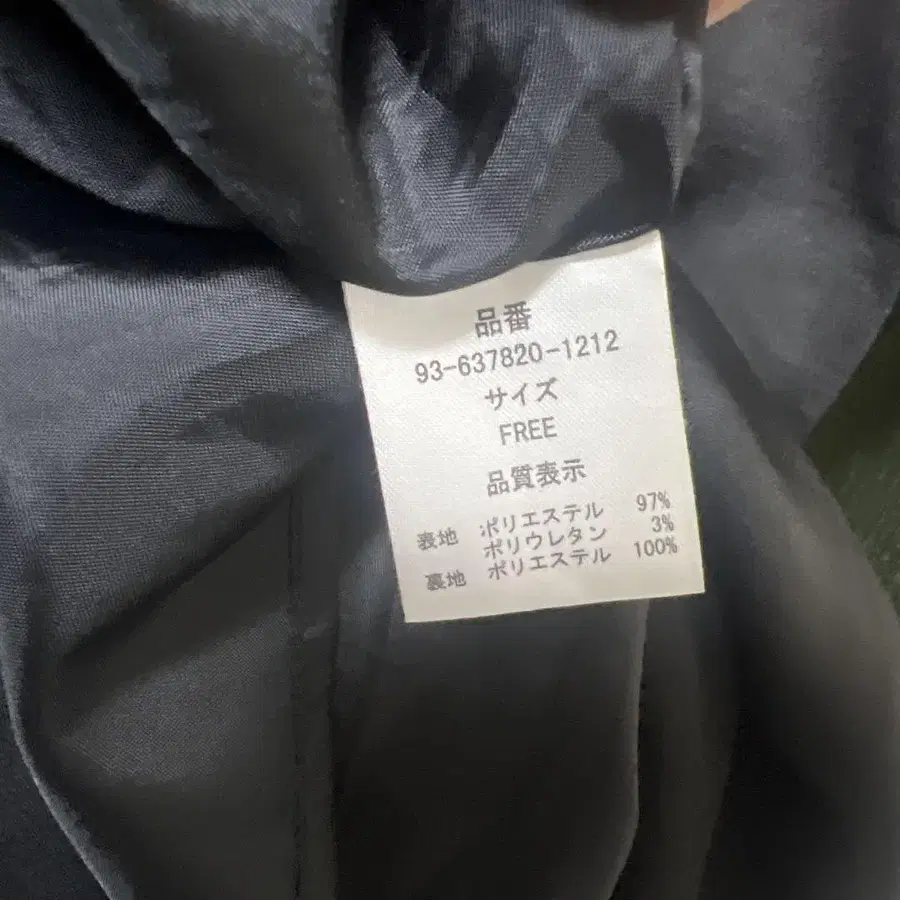 品番
93-637820-1212
サイズ
FREE
品質表示
表地 ポリエステル 97%
ポリウレタン 3%
裏地 ポリエステル 100%